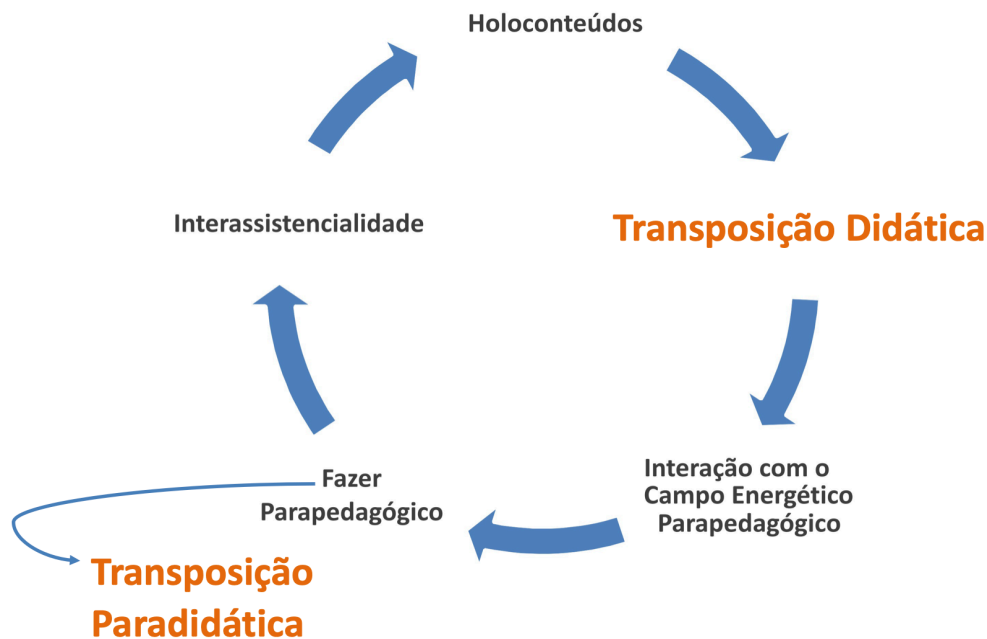 Holoconteúdos
Transposição Didática
Interação com o
Campo Energético
Parapedagógico
Fazer
Parapedagógico
Transposição
Paradidática
Interassistencialidade